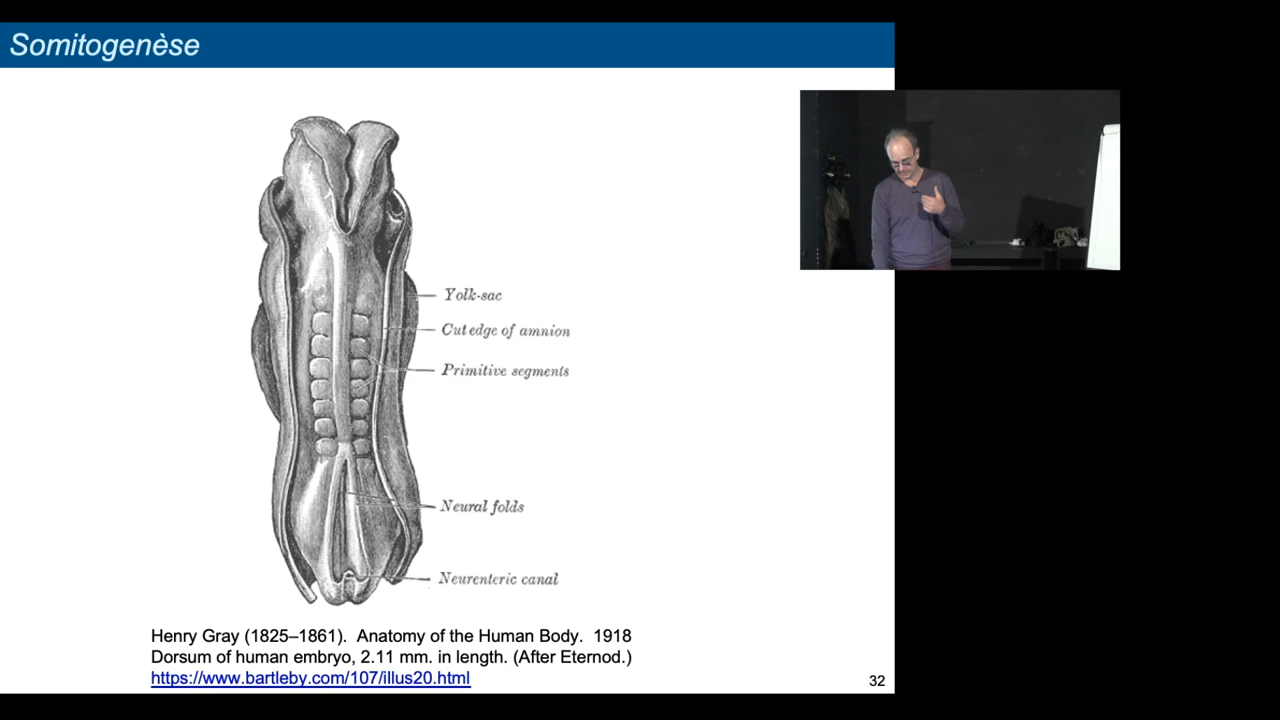 Somitogenèse
Yolk-sac
Cut edge of amnion
Primitive segments
Neural folds
Neurenteric canal
Henry Gray (1825–1861).  Anatomy of the Human Body.  1918
Dorsum of human embryo, 2.11 mm. in length. (After Eternod.)
https://www.bartleby.com/107/illus20.html
32